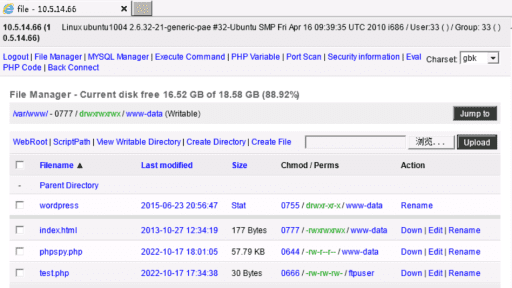 file - 10.5.14.66
10.5.14.66 (1 Linux ubuntu1004 2.6.32-21-generic-pae #32-Ubuntu SMP Fri Apr 16 09:39:35 UTC 2010 i686 / User:33 ( ) / Group: 33 ( )
0.5.14.66)
Logout | File Manager | MYSQL Manager | Execute Command | PHP Variable | Port Scan | Security information | Eval
PHP Code | Back Connect
Charset: gbk
File Manager - Current disk free 16.52 GB of 18.58 GB (88.92%)
/var/www/ - 0777 / drwxrwxrwx / www-data (Writable) Jump to
WebRoot | ScriptPath | View Writable Directory | Create Directory | Create File 浏览... Upload
Filename ▲ Last modified Size Chmod / Perms Action
- Parent Directory
wordpress 2015-06-23 20:56:47 Stat 0755 / drwxr-xr-x / www-data Rename
index.html 2013-10-27 12:34:19 177 Bytes 0777 / -rwxrwxrwx / www-data Down | Edit | Rename
phpspy.php 2022-10-17 18:01:05 57.79 KB 0644 / -rw-r--r-- / www-data Down | Edit | Rename
test.php 2022-10-17 17:34:38 30 Bytes 0666 / -rw-rw-rw- / ftpuser Down | Edit | Rename